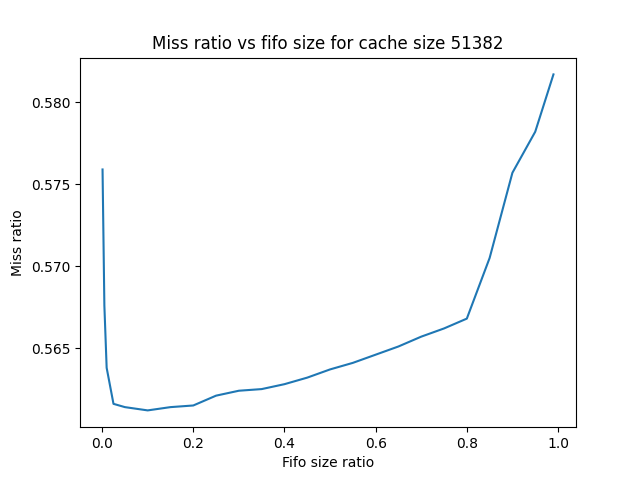 Miss ratio vs fifo size for cache size 51382
0.580
0.575
0.570
0.565
Miss ratio
0.0 0.2 0.4 0.6 0.8 1.0
Fifo size ratio